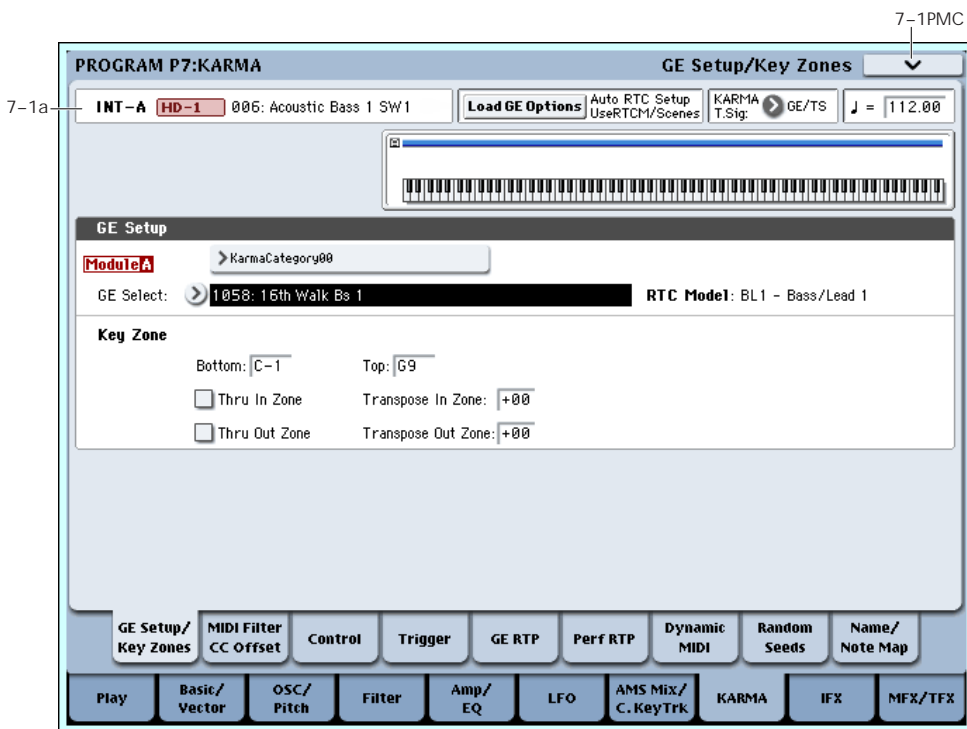 7–1PMC
PROGRAM P7:KARMA GE Setup/Key Zones
7–1a
INT-A HD-1 006: Acoustic Bass 1 SW1 Load GE Options Auto RTC Setup UseRTCM/Scenes KARMA T.Sig: GE/TS ♩ = 112.00
GE Setup
Module A KarmaCategory00
GE Select: 1058: 16th Walk Bs 1 RTC Model: BL1 - Bass/Lead 1
Key Zone
Bottom: C-1 Top: G9
Thru In Zone Transpose In Zone: +00
Thru Out Zone Transpose Out Zone: +00
GE Setup/ Key Zones MIDI Filter CC Offset Control Trigger GE RTP Perf RTP Dynamic MIDI Random Seeds Name/ Note Map
Play Basic/ Vector OSC/ Pitch Filter Amp/ EQ LFO AMS Mix/ C.KeyTrk KARMA IFX MFX/TFX